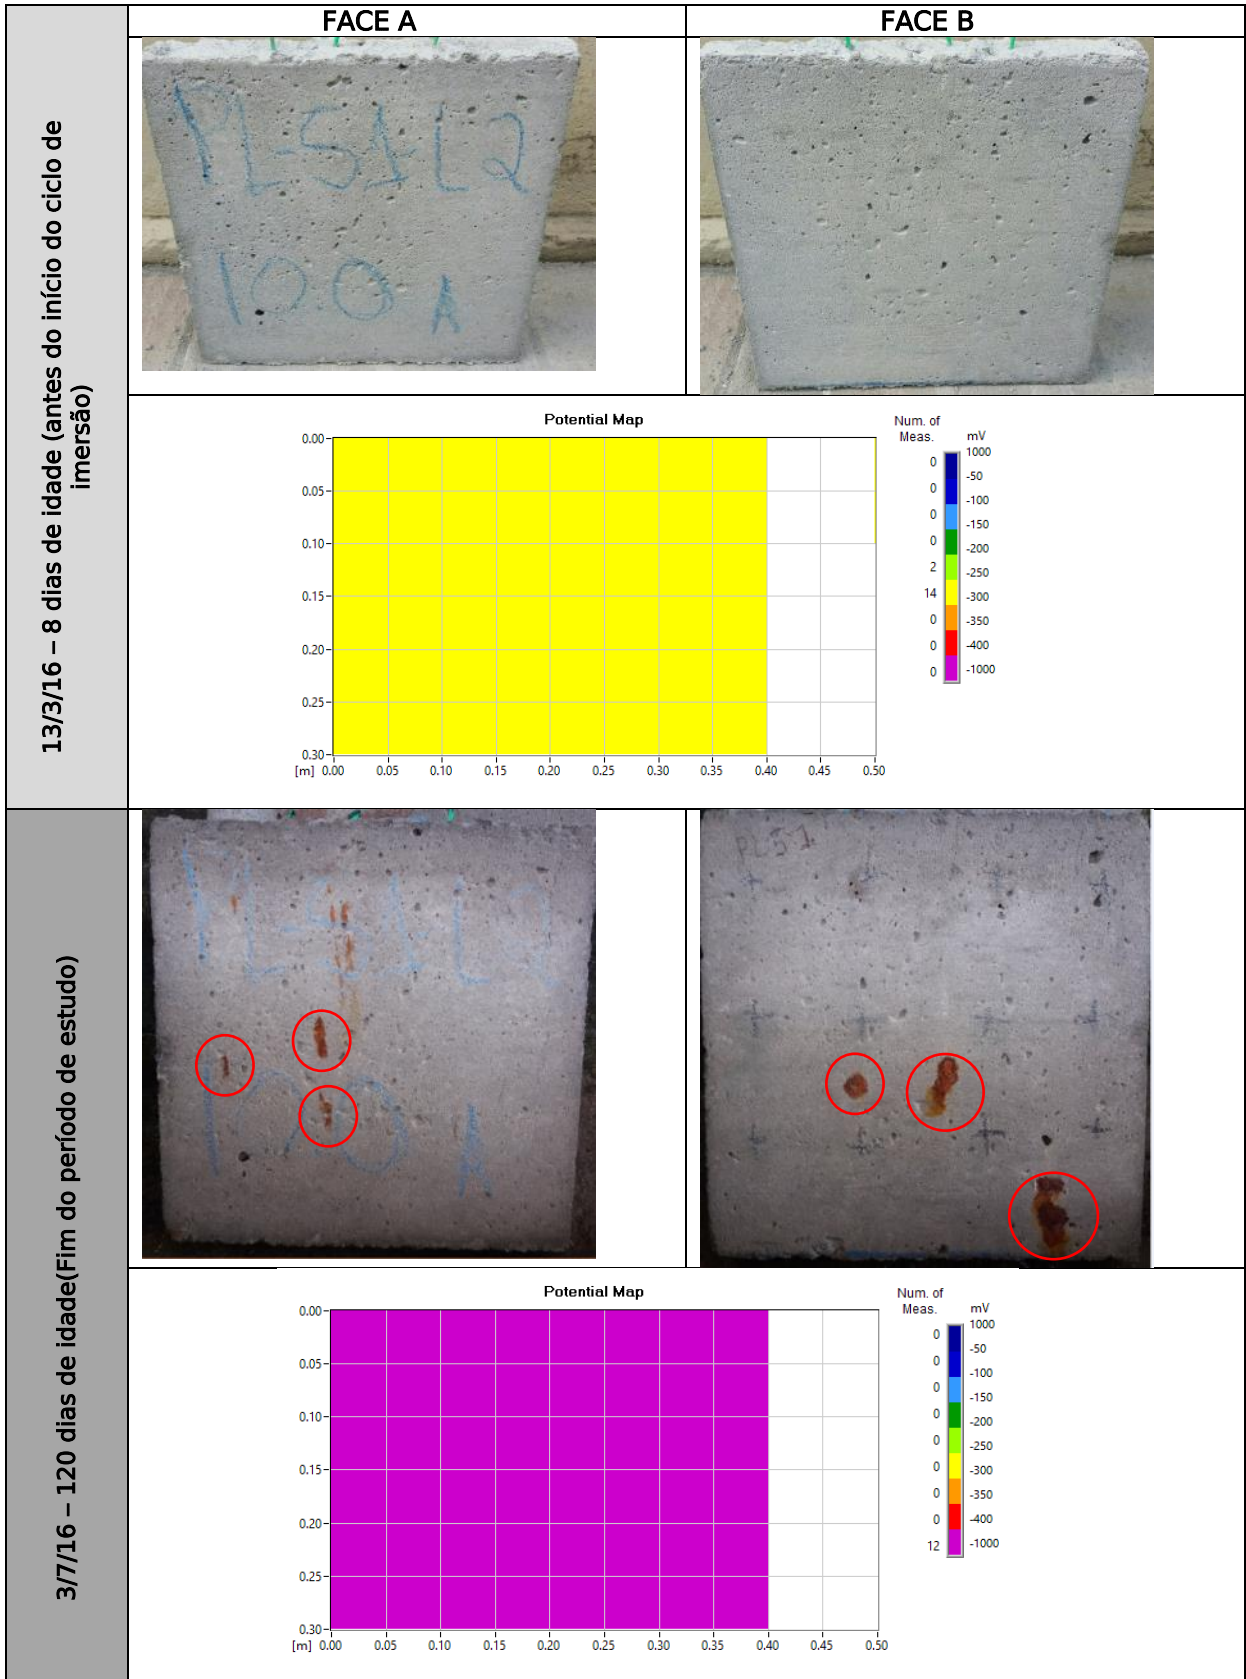 FACE A
FACE B
13/3/16 – 8 dias de idade (antes do início do ciclo de
imersão)
PL-S1-L2
10.0 A
Potential Map
Num. of
Meas.
mV
0.00
0.05
0.10
0.15
0.20
0.25
0.30
[m] 0.00 0.05 0.10 0.15 0.20 0.25 0.30 0.35 0.40 0.45 0.50
0
0
0
0
2
14
0
0
0
1000
-50
-100
-150
-200
-250
-300
-350
-400
-1000
3/7/16 – 120 dias de idade(Fim do período de estudo)
PL-S1-L2
10.0 A
PL-S1
Potential Map
Num. of
Meas.
mV
0.00
0.05
0.10
0.15
0.20
0.25
0.30
[m] 0.00 0.05 0.10 0.15 0.20 0.25 0.30 0.35 0.40 0.45 0.50
0
0
0
0
0
0
0
0
12
1000
-50
-100
-150
-200
-250
-300
-350
-400
-1000